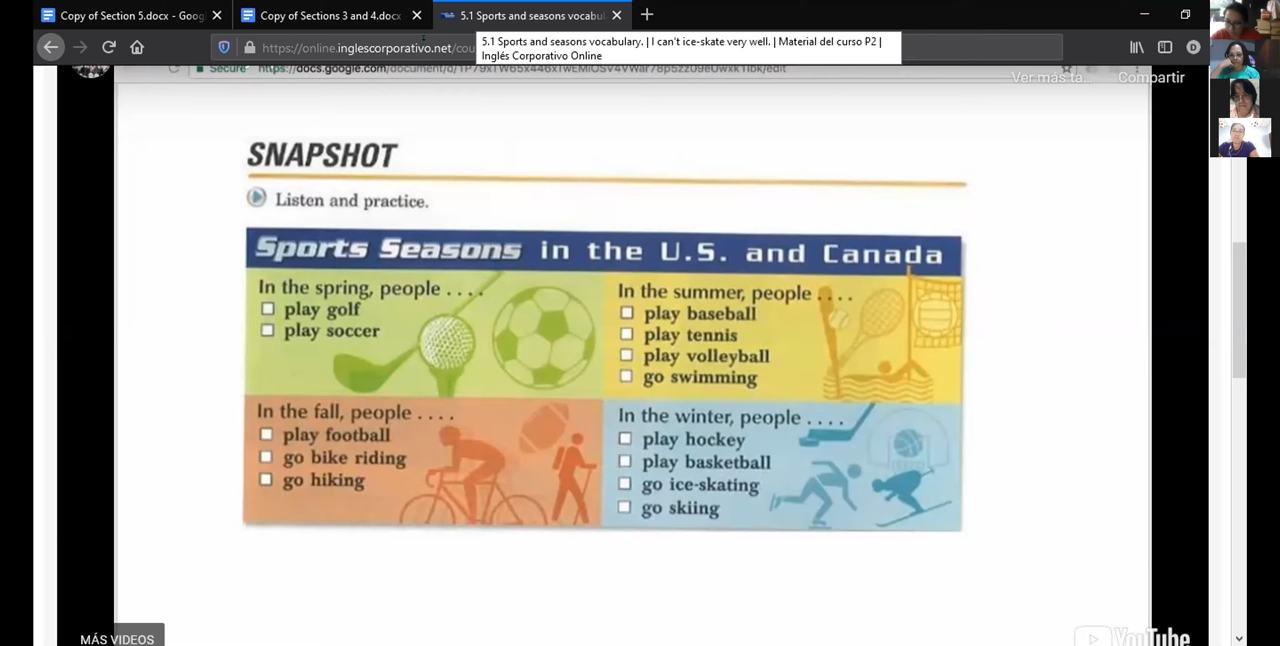 Copy of Section 5.docx - Goog
Copy of Sections 3 and 4.docx
5.1 Sports and seasons vocabul
https://online.inglescorporativo.net/cou
5.1 Sports and seasons vocabulary. | I can't ice-skate very well. | Material del curso P2 |
Inglés Corporativo Online
D
Secure
Ver más ta...
Compartir
SNAPSHOT
Listen and practice.
Sports Seasons in the U.S. and Canada
In the spring, people . . . .
play golf
play soccer
In the summer, people . . . .
play baseball
play tennis
play volleyball
go swimming
In the fall, people . . . .
play football
go bike riding
go hiking
In the winter, people . . . .
play hockey
play basketball
go ice-skating
go skiing
MÁS VIDEOS
YouTube